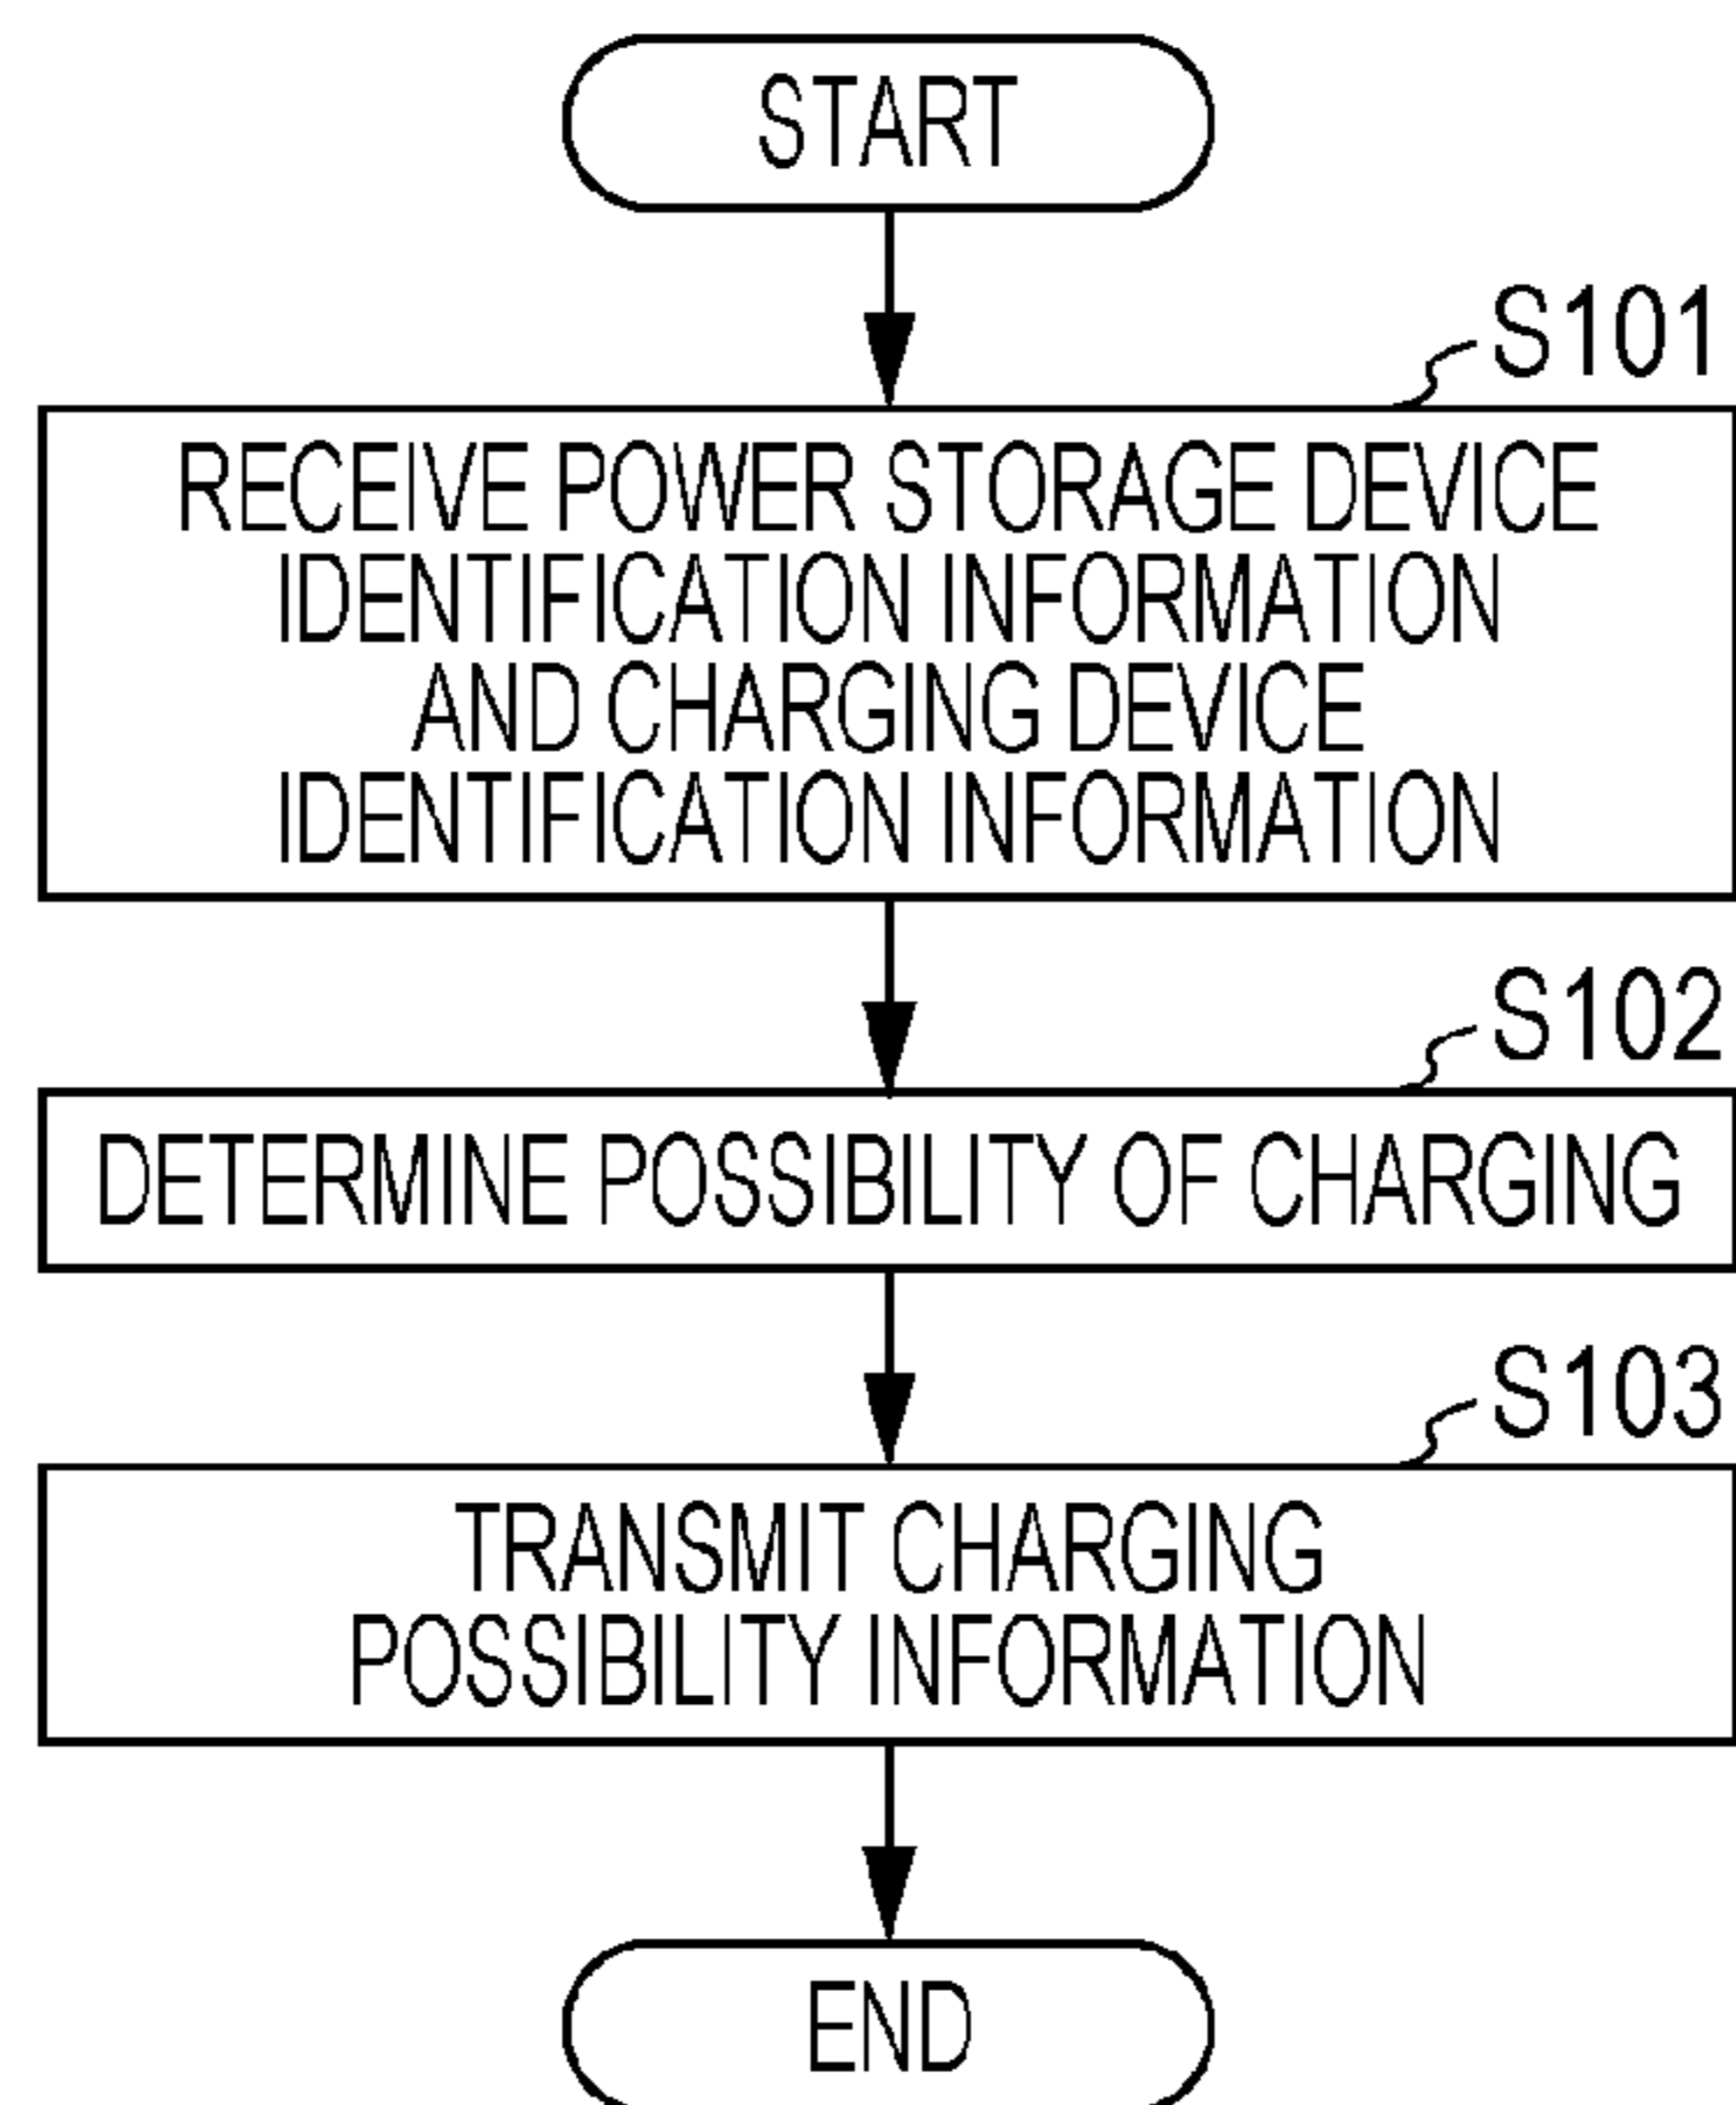 START
S101
RECEIVE POWER STORAGE DEVICE
IDENTIFICATION INFORMATION
AND CHARGING DEVICE
IDENTIFICATION INFORMATION
S102
DETERMINE POSSIBILITY OF CHARGING
S103
TRANSMIT CHARGING
POSSIBILITY INFORMATION
END